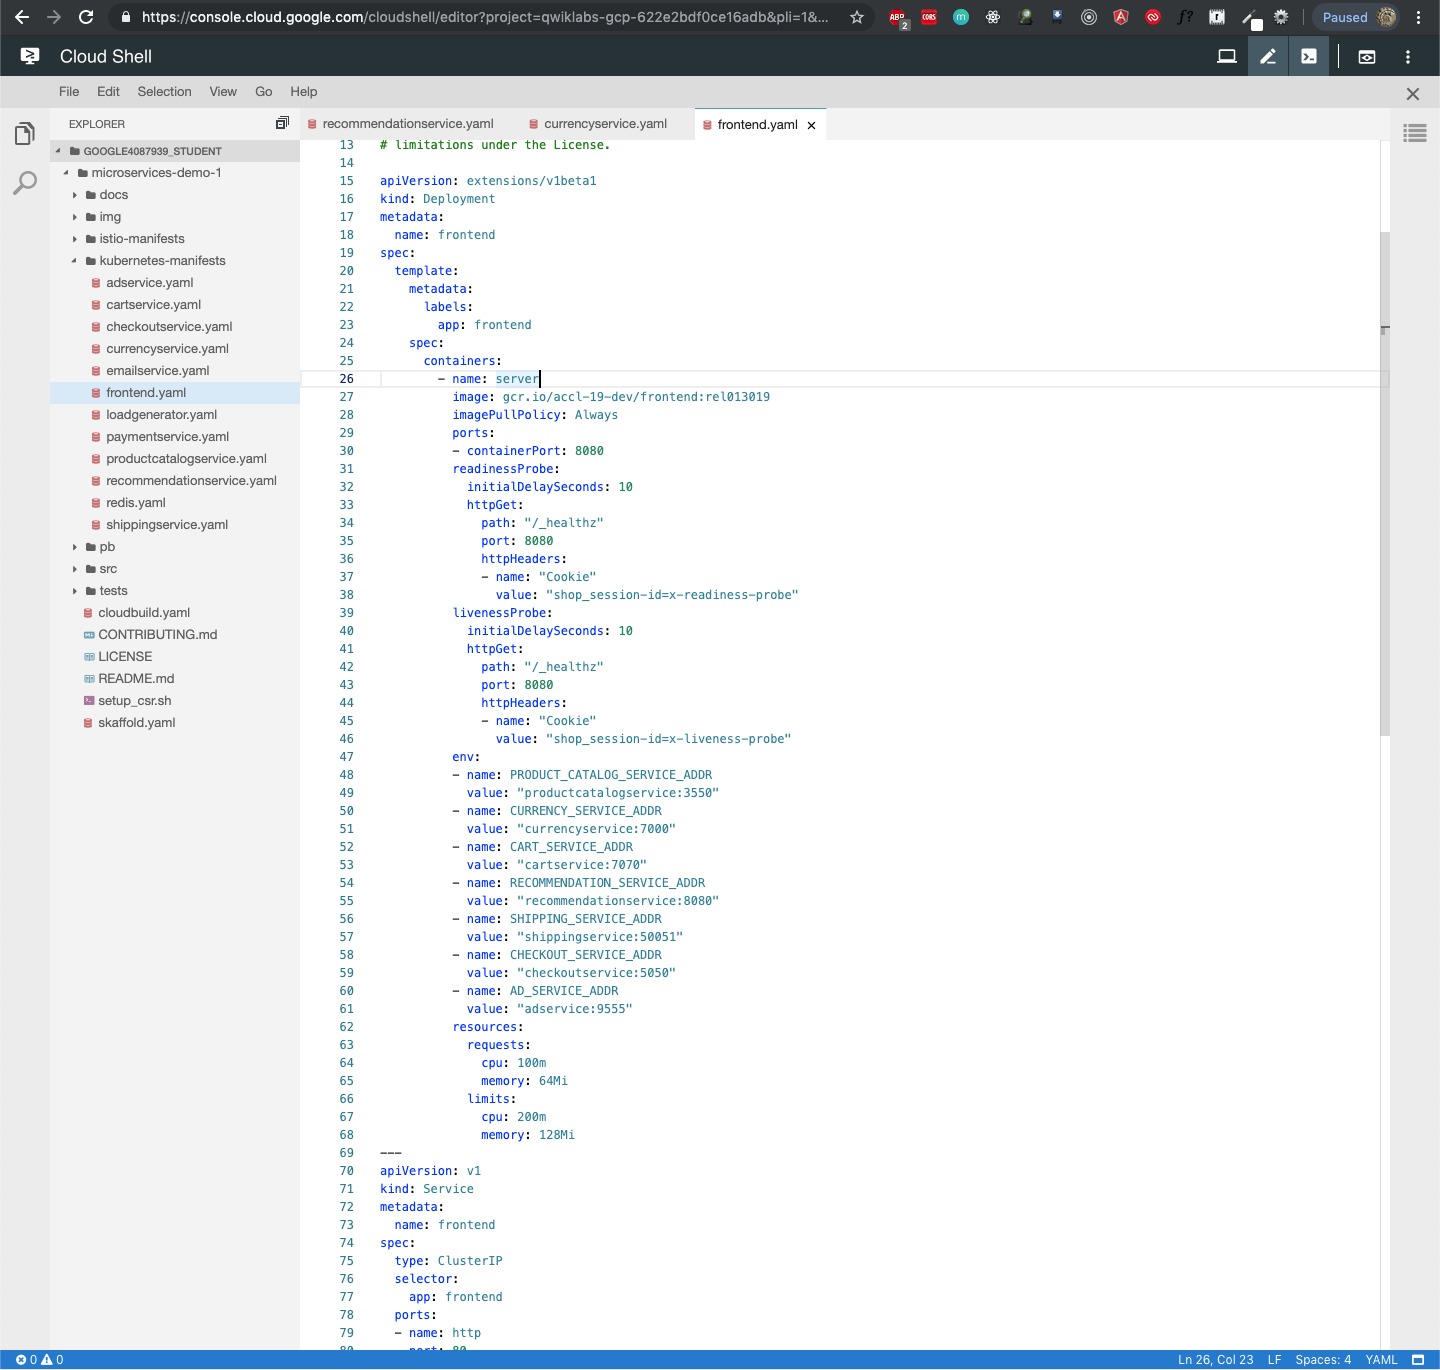 https://console.cloud.google.com/cloudshell/editor?project=qwiklabs-gcp-622e2bdf0ce16adb&pli=1&...
ABP
2
CORS
m
f?
Paused
Cloud Shell
File Edit Selection View Go Help
EXPLORER
recommendationservice.yaml
currencyservice.yaml
frontend.yaml
GOOGLE4087939_STUDENT
microservices-demo-1
docs
img
istio-manifests
kubernetes-manifests
adservice.yaml
cartservice.yaml
checkoutservice.yaml
currencyservice.yaml
emailservice.yaml
frontend.yaml
loadgenerator.yaml
paymentservice.yaml
productcatalogservice.yaml
recommendationservice.yaml
redis.yaml
shippingservice.yaml
pb
src
tests
cloudbuild.yaml
CONTRIBUTING.md
LICENSE
README.md
setup_csr.sh
skaffold.yaml
13 # limitations under the License.
14
15 apiVersion: extensions/v1beta1
16 kind: Deployment
17 metadata:
18   name: frontend
19 spec:
20   template:
21     metadata:
22       labels:
23         app: frontend
24     spec:
25       containers:
26         - name: server
27           image: gcr.io/accl-19-dev/frontend:rel013019
28           imagePullPolicy: Always
29           ports:
30           - containerPort: 8080
31           readinessProbe:
32             initialDelaySeconds: 10
33             httpGet:
34               path: "/_healthz"
35               port: 8080
36               httpHeaders:
37               - name: "Cookie"
38                 value: "shop_session-id=x-readiness-probe"
39           livenessProbe:
40             initialDelaySeconds: 10
41             httpGet:
42               path: "/_healthz"
43               port: 8080
44               httpHeaders:
45               - name: "Cookie"
46                 value: "shop_session-id=x-liveness-probe"
47           env:
48           - name: PRODUCT_CATALOG_SERVICE_ADDR
49             value: "productcatalogservice:3550"
50           - name: CURRENCY_SERVICE_ADDR
51             value: "currencyservice:7000"
52           - name: CART_SERVICE_ADDR
53             value: "cartservice:7070"
54           - name: RECOMMENDATION_SERVICE_ADDR
55             value: "recommendationservice:8080"
56           - name: SHIPPING_SERVICE_ADDR
57             value: "shippingservice:50051"
58           - name: CHECKOUT_SERVICE_ADDR
59             value: "checkoutservice:5050"
60           - name: AD_SERVICE_ADDR
61             value: "adservice:9555"
62           resources:
63             requests:
64               cpu: 100m
65               memory: 64Mi
66             limits:
67               cpu: 200m
68               memory: 128Mi
69 ---
70 apiVersion: v1
71 kind: Service
72 metadata:
73   name: frontend
74 spec:
75   type: ClusterIP
76   selector:
77     app: frontend
78   ports:
79   - name: http
80     port: 80
0 0
Ln 26, Col 23 LF Spaces: 4 YAML